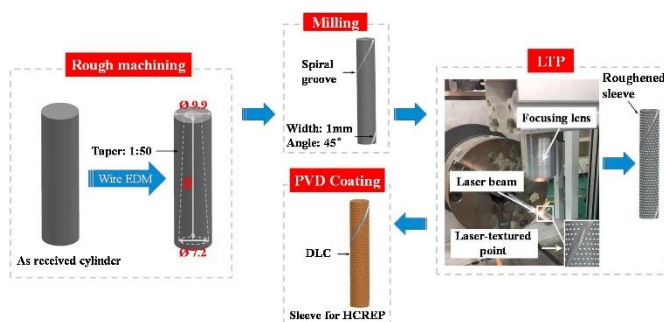 Rough machining
Ø 9.9
Taper: 1:50
Wire EDM
Ø 7.2
As received cylinder
Milling
Spiral
groove
Width: 1mm
Angle: 45°
LTP
Focusing lens
Laser beam
Laser-textured
point
Roughened
sleeve
PVD Coating
DLC
Sleeve for HCREP